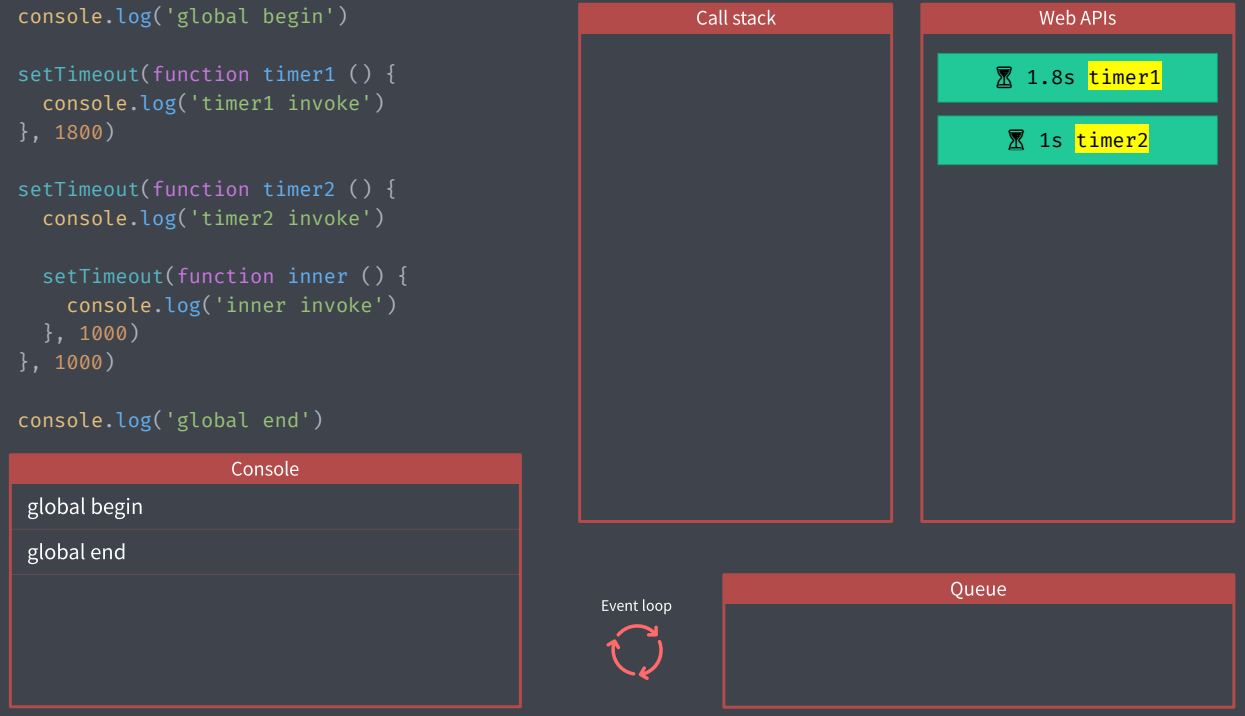 console.log('global begin')
setTimeout(function timer1 () {
  console.log('timer1 invoke')
}, 1800)
setTimeout(function timer2 () {
  console.log('timer2 invoke')
  setTimeout(function inner () {
    console.log('inner invoke')
  }, 1000)
}, 1000)
console.log('global end')
Console
global begin
global end
Call stack
Web APIs
1.8s timer1
1s timer2
Event loop
Queue